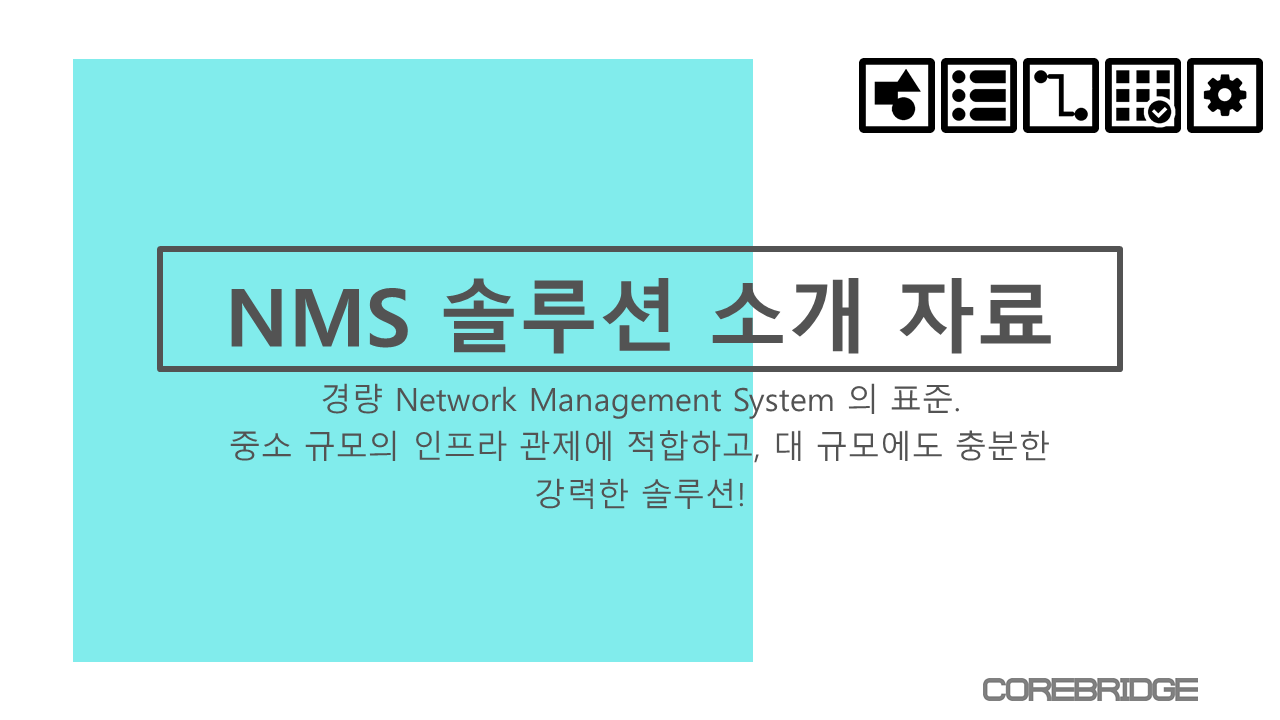 NMS 솔루션 소개 자료
경량 Network Management System 의 표준.
중소 규모의 인프라 관제에 적합하고, 대 규모에도 충분한
강력한 솔루션!
COREBRIDGE